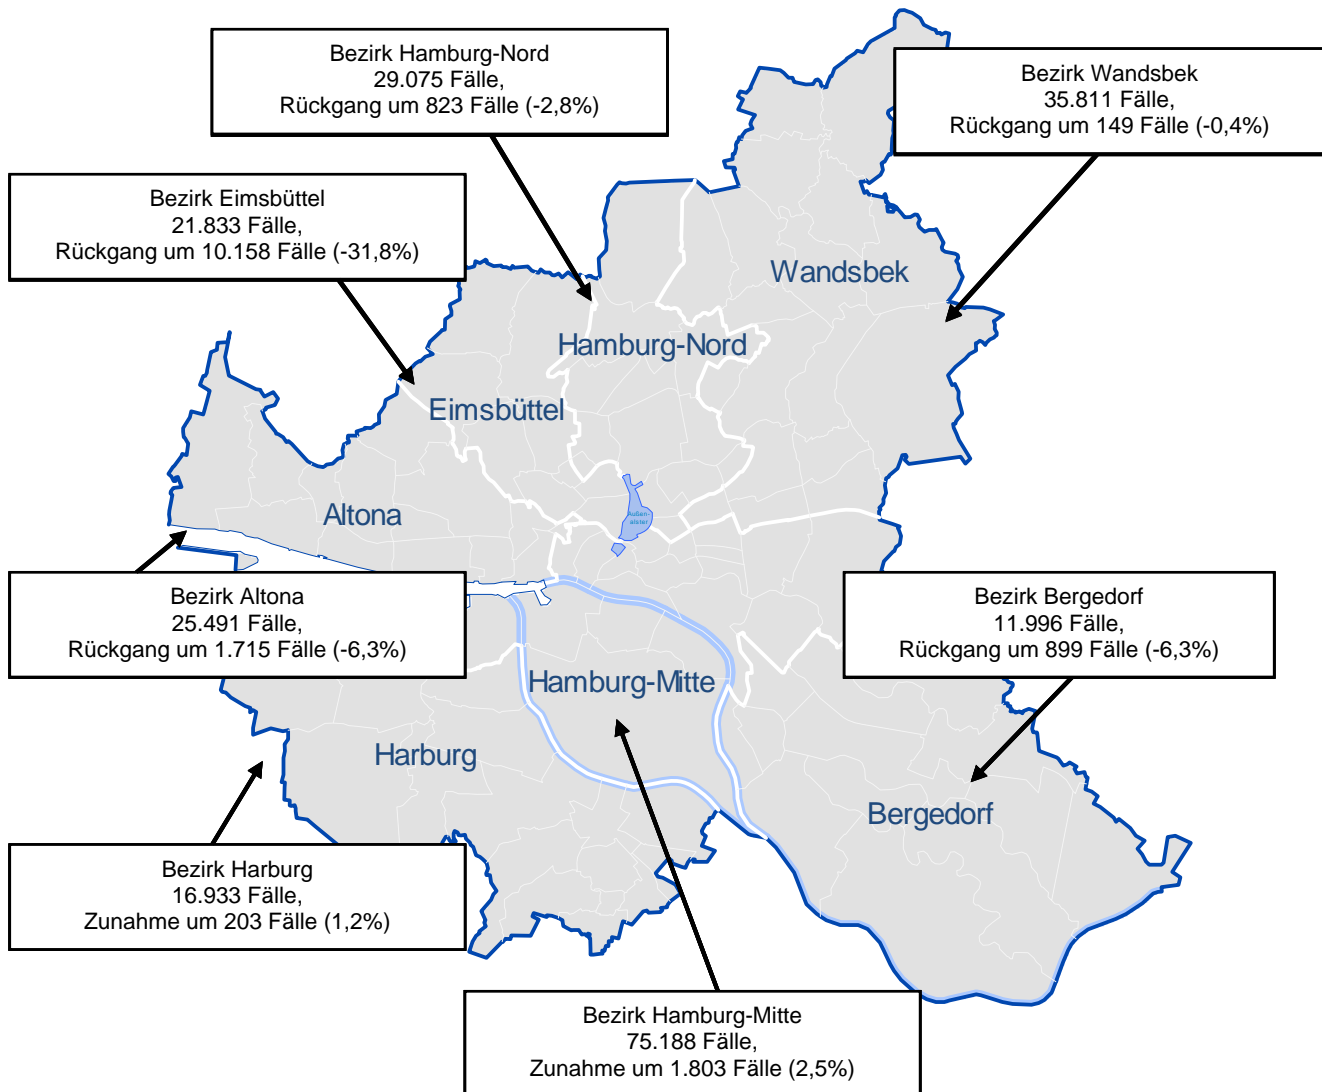 Bezirk Hamburg-Nord
29.075 Fälle,
Rückgang um 823 Fälle (-2,8%)
Bezirk Wandsbek
35.811 Fälle,
Rückgang um 149 Fälle (-0,4%)
Bezirk Eimsbüttel
21.833 Fälle,
Rückgang um 10.158 Fälle (-31,8%)
Wandsbek
Hamburg-Nord
Eimsbüttel
Altona
Außen-
alster
Bezirk Altona
25.491 Fälle,
Rückgang um 1.715 Fälle (-6,3%)
Bezirk Bergedorf
11.996 Fälle,
Rückgang um 899 Fälle (-6,3%)
Hamburg-Mitte
Harburg
Bergedorf
Bezirk Harburg
16.933 Fälle,
Zunahme um 203 Fälle (1,2%)
Bezirk Hamburg-Mitte
75.188 Fälle,
Zunahme um 1.803 Fälle (2,5%)